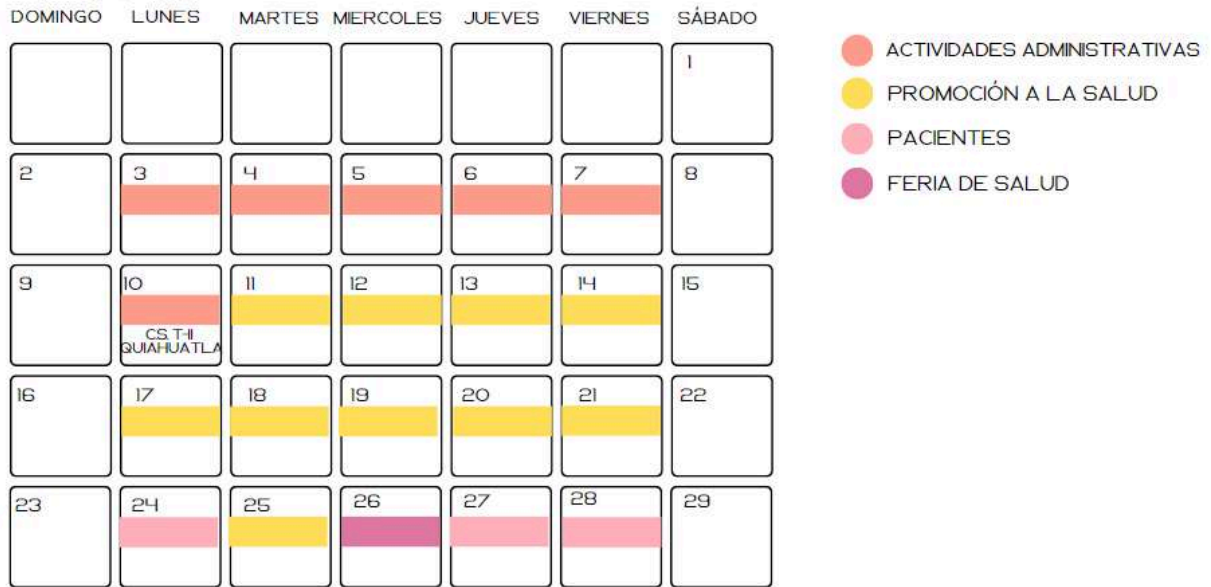 DOMINGO LUNES MARTES MIERCOLES JUEVES VIERNES SÁBADO
1
2 3 4 5 6 7 8
9 10 11 12 13 14 15
CS. T-II
QUIAHUATLA
16 17 18 19 20 21 22
23 24 25 26 27 28 29
ACTIVIDADES ADMINISTRATIVAS
PROMOCIÓN A LA SALUD
PACIENTES
FERIA DE SALUD